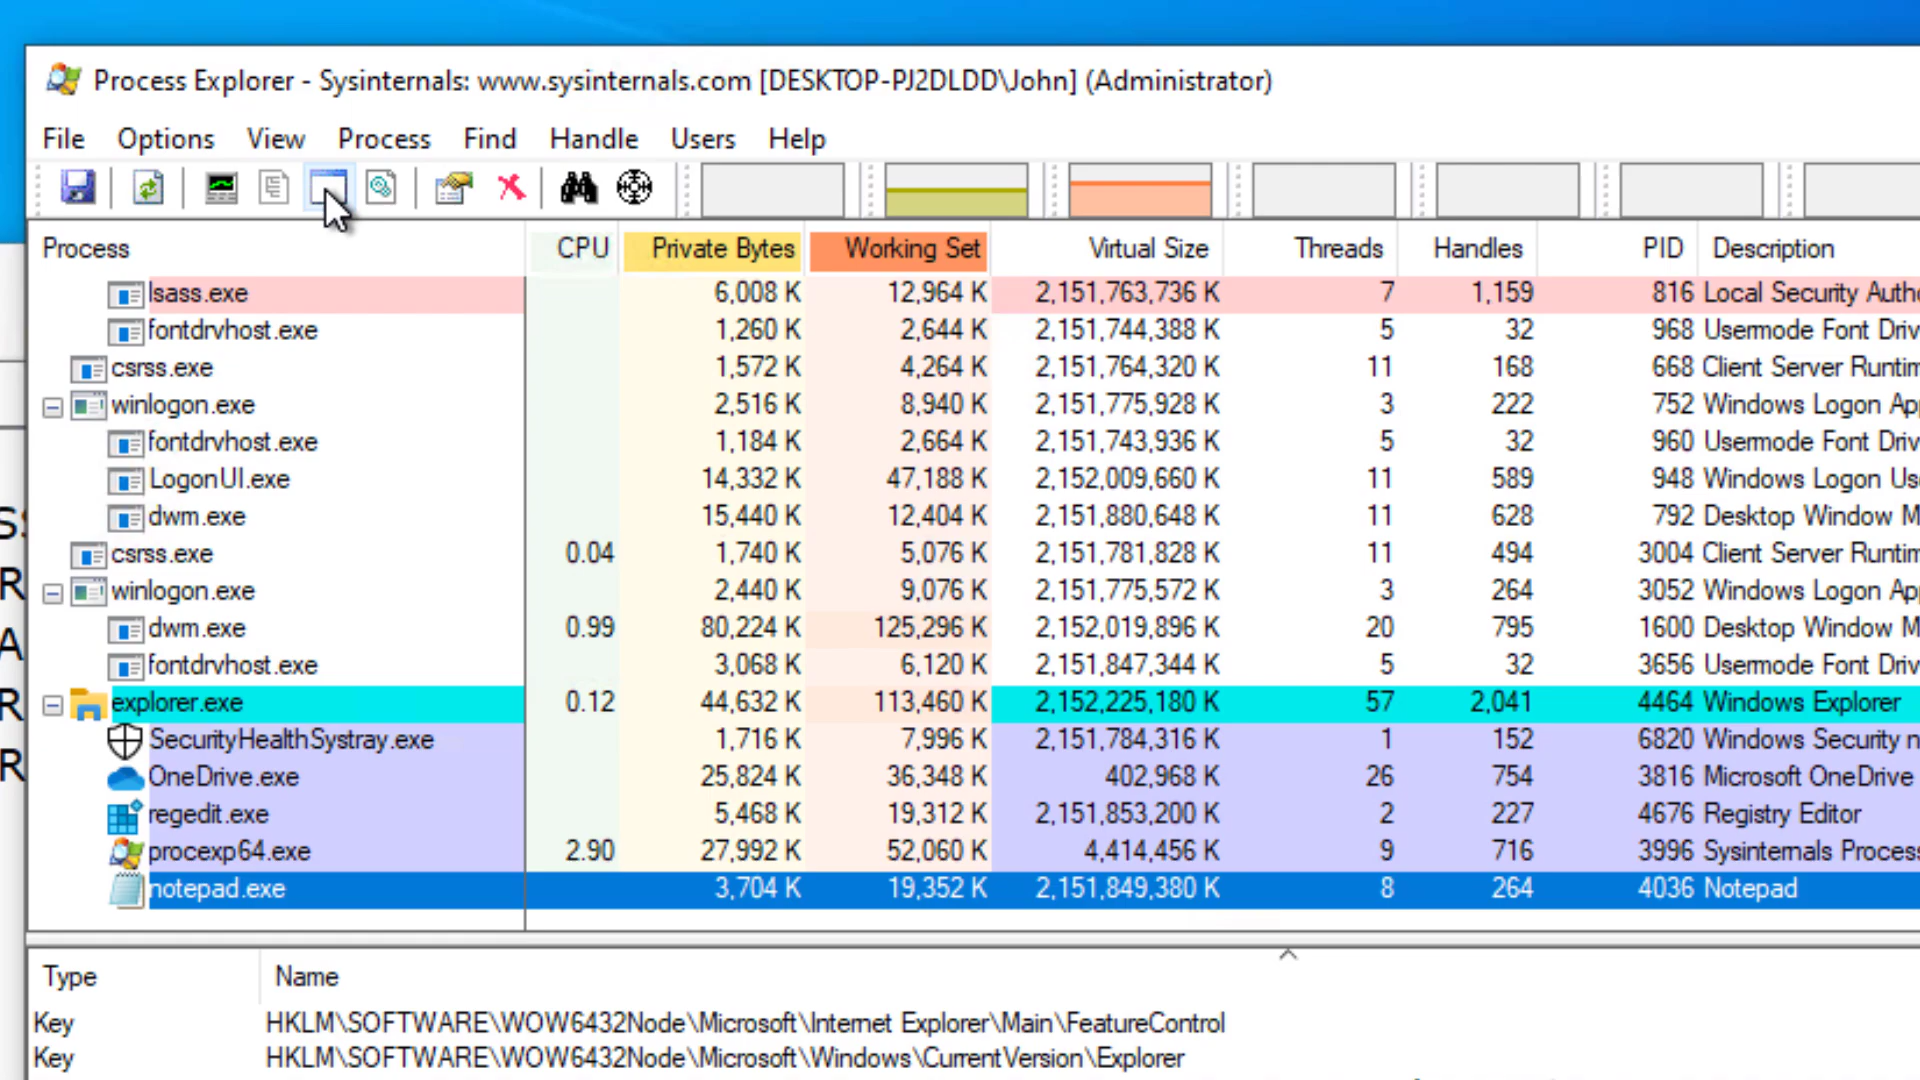 Process Explorer - Sysinternals: www.sysinternals.com [DESKTOP-PJ2DLDD\John] (Administrator)
File Options View Process Find Handle Users Help
Process CPU Private Bytes Working Set Virtual Size Threads Handles PID Description
lsass.exe 6,008 K 12,964 K 2,151,763,736 K 7 1,159 816 Local Security Autho
fontdrvhost.exe 1,260 K 2,644 K 2,151,744,388 K 5 32 968 Usermode Font Driv
csrss.exe 1,572 K 4,264 K 2,151,764,320 K 11 168 668 Client Server Runtim
winlogon.exe 2,516 K 8,940 K 2,151,775,928 K 3 222 752 Windows Logon App
fontdrvhost.exe 1,184 K 2,664 K 2,151,743,936 K 5 32 960 Usermode Font Driv
LogonUI.exe 14,332 K 47,188 K 2,152,009,660 K 11 589 948 Windows Logon Use
dwm.exe 15,440 K 12,404 K 2,151,880,648 K 11 628 792 Desktop Window M
csrss.exe 0.04 1,740 K 5,076 K 2,151,781,828 K 11 494 3004 Client Server Runtim
winlogon.exe 2,440 K 9,076 K 2,151,775,572 K 3 264 3052 Windows Logon App
dwm.exe 0.99 80,224 K 125,296 K 2,152,019,896 K 20 795 1600 Desktop Window M
fontdrvhost.exe 3,068 K 6,120 K 2,151,847,344 K 5 32 3656 Usermode Font Driv
explorer.exe 0.12 44,632 K 113,460 K 2,152,225,180 K 57 2,041 4464 Windows Explorer
SecurityHealthSystray.exe 1,716 K 7,996 K 2,151,784,316 K 1 152 6820 Windows Security n
OneDrive.exe 25,824 K 36,348 K 402,968 K 26 754 3816 Microsoft OneDrive
regedit.exe 5,468 K 19,312 K 2,151,853,200 K 2 227 4676 Registry Editor
procexp64.exe 2.90 27,992 K 52,060 K 4,414,456 K 9 716 3996 Sysinternals Process
notepad.exe 3,704 K 19,352 K 2,151,849,380 K 8 264 4036 Notepad
Type Name
Key HKLM\SOFTWARE\WOW6432Node\Microsoft\Internet Explorer\Main\FeatureControl
Key HKLM\SOFTWARE\WOW6432Node\Microsoft\Windows\CurrentVersion\Explorer